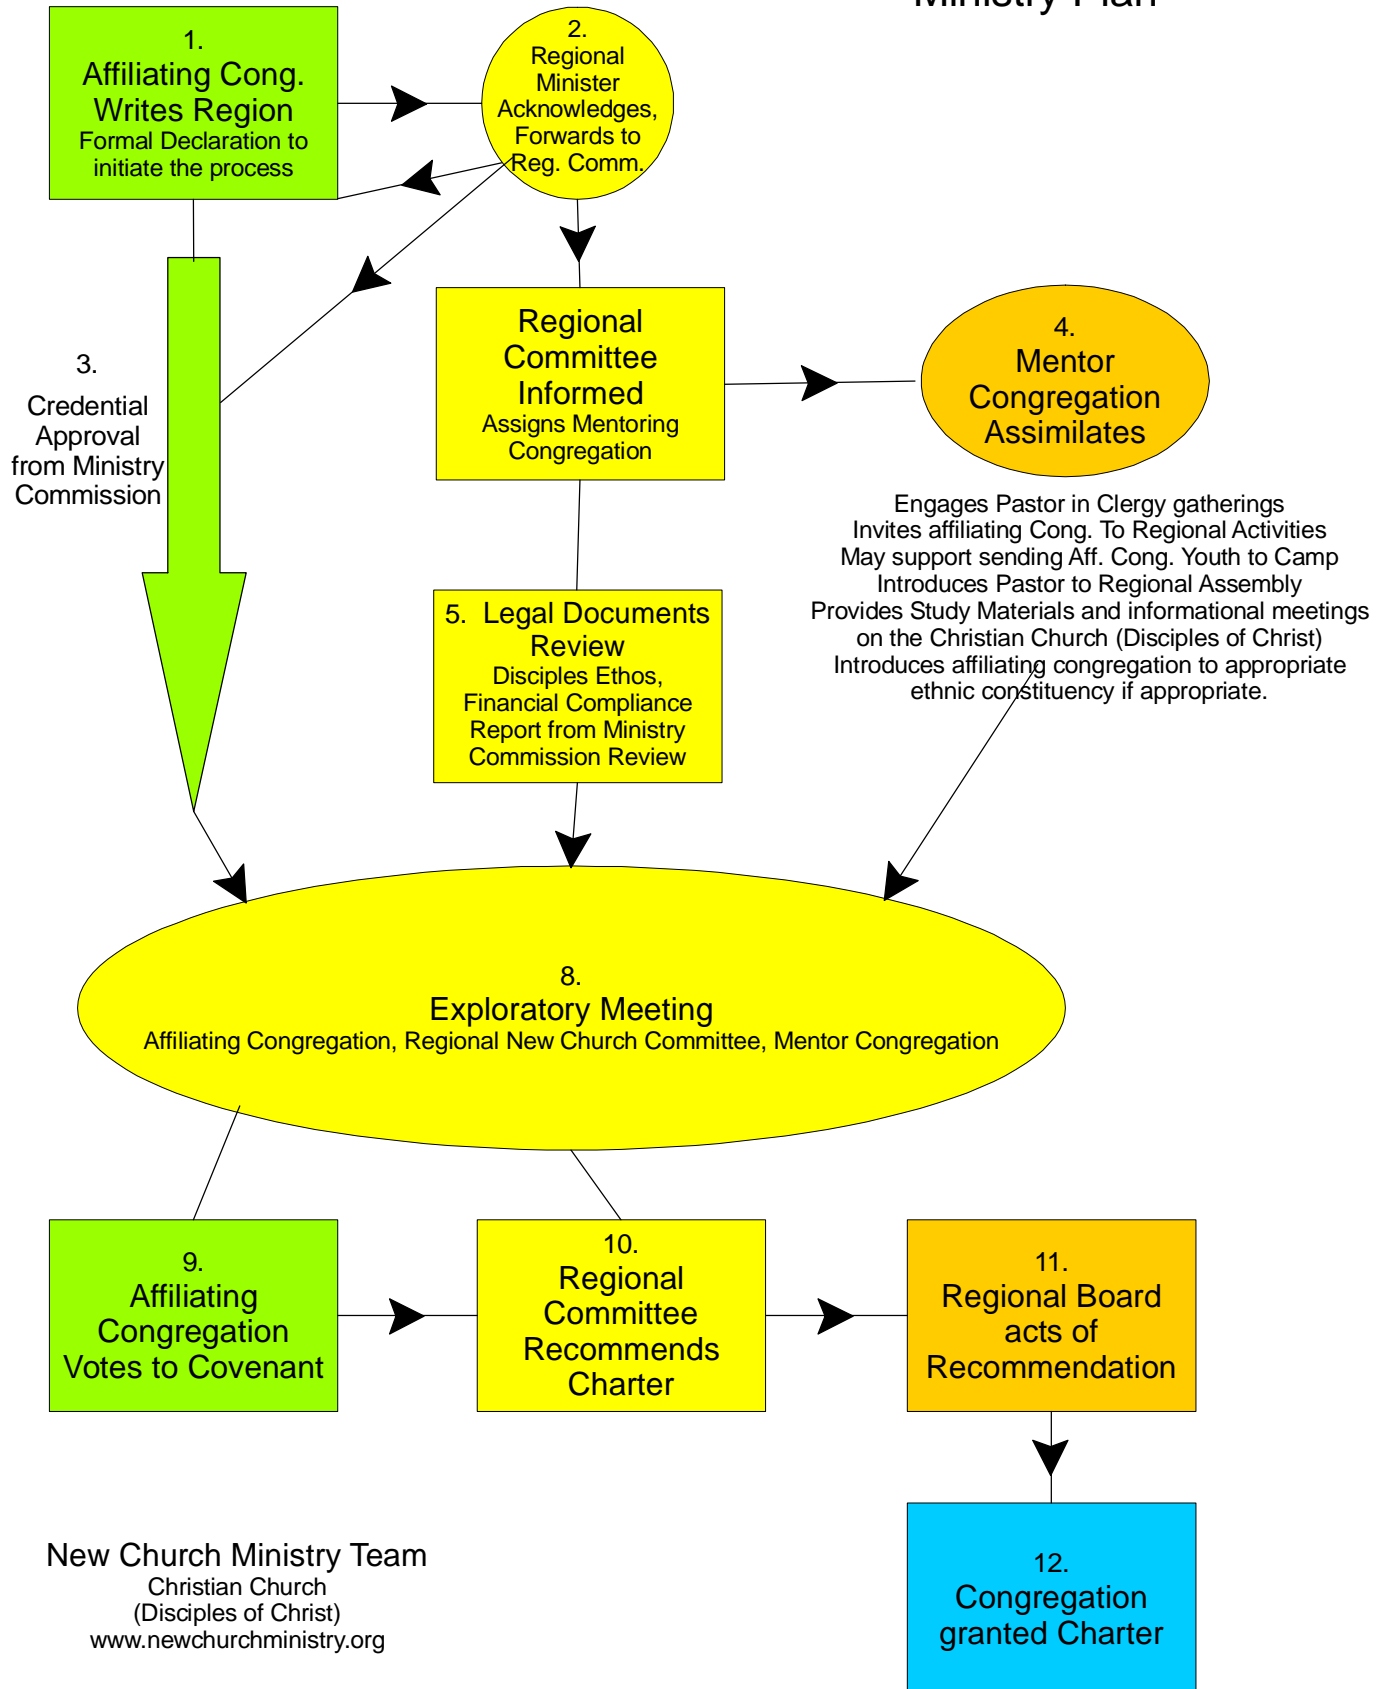 Ministry Plan
1.
Affiliating Cong.
Writes Region
Formal Declaration to
initiate the process
2.
Regional
Minister
Acknowledges,
Forwards to
Reg. Comm.
3.
Credential
Approval
from Ministry
Commission
Regional
Committee
Informed
Assigns Mentoring
Congregation
4.
Mentor
Congregation
Assimilates
Engages Pastor in Clergy gatherings
Invites affiliating Cong. To Regional Activities
May support sending Aff. Cong. Youth to Camp
Introduces Pastor to Regional Assembly
Provides Study Materials and informational meetings
on the Christian Church (Disciples of Christ)
Introduces affiliating congregation to appropriate
ethnic constuency if appropriate.
5. Legal Documents
Review
Disciples Ethos,
Financial Compliance
Report from Ministry
Commission Review
8.
Exploratory Meeting
Affiliating Congregation, Regional New Church Committee, Mentor Congregation
9.
Affiliating
Congregation
Votes to Covenant
10.
Regional
Committee
Recommends
Charter
11.
Regional Board
acts of
Recommendation
12.
Congregation
granted Charter
New Church Ministry Team
Christian Church
(Disciples of Christ)
www.newchurchministry.org